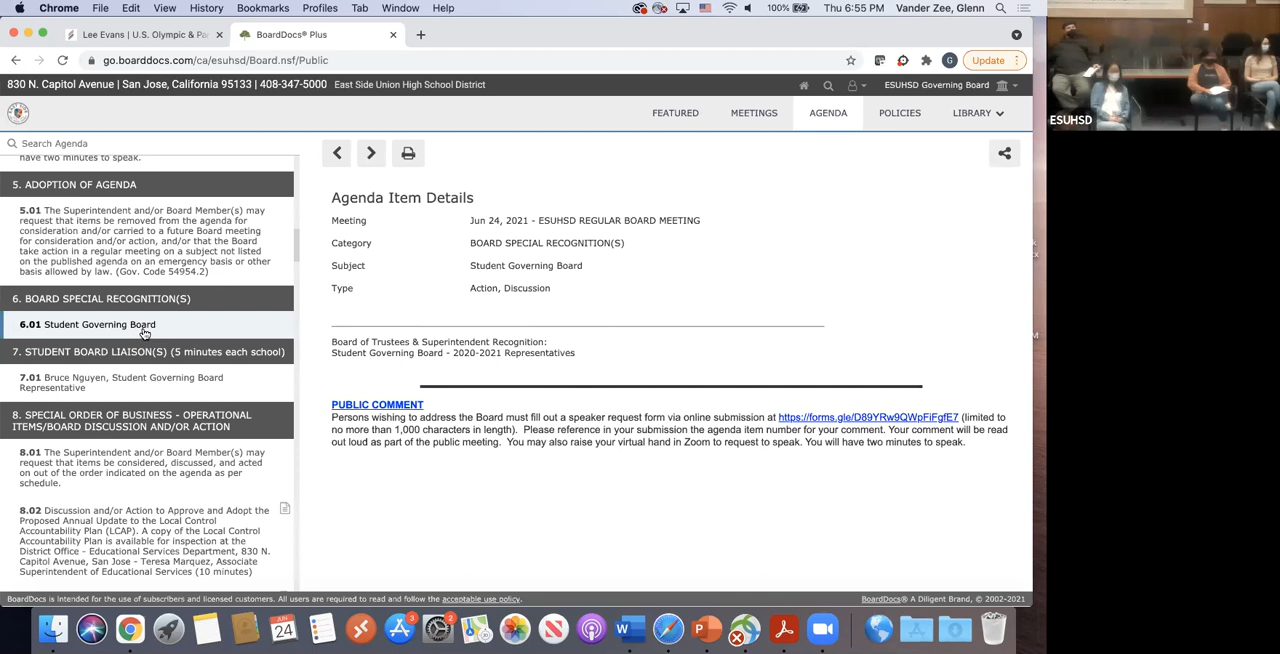 Chrome File Edit View History Bookmarks Profiles Tab Window Help 100% Thu 6:55 PM Vander Zee, Glenn
Lee Evans | U.S. Olympic & Pa
BoardDocs® Plus
go.boarddocs.com/ca/esuhsd/Board.nsf/Public
G
Update
830 N. Capitol Avenue | San Jose, California 95133 | 408-347-5000 East Side Union High School District
ESUHSD Governing Board
FEATURED MEETINGS AGENDA POLICIES LIBRARY
Search Agenda
have two minutes to speak.
5. ADOPTION OF AGENDA
5.01 The Superintendent and/or Board Member(s) may
request that items be removed from the agenda for
consideration and/or carried to a future Board meeting
for consideration and/or action, and/or that the Board
take action in a regular meeting on a subject not listed
on the published agenda on an emergency basis or other
basis allowed by law. (Gov. Code 54954.2)
6. BOARD SPECIAL RECOGNITION(S)
6.01 Student Governing Board
7. STUDENT BOARD LIAISON(S) (5 minutes each school)
7.01 Bruce Nguyen, Student Governing Board
Representative
8. SPECIAL ORDER OF BUSINESS - OPERATIONAL
ITEMS/BOARD DISCUSSION AND/OR ACTION
8.01 The Superintendent and/or Board Member(s) may
request that items be considered, discussed, and acted
on out of the order indicated on the agenda as per
schedule.
8.02 Discussion and/or Action to Approve and Adopt the
Proposed Annual Update to the Local Control
Accountability Plan (LCAP). A copy of the Local Control
Accountability Plan is available for inspection at the
District Office - Educational Services Department, 830 N.
Capitol Avenue, San Jose - Teresa Marquez, Associate
Superintendent of Educational Services (10 minutes)
Agenda Item Details
Meeting Jun 24, 2021 - ESUHSD REGULAR BOARD MEETING
Category BOARD SPECIAL RECOGNITION(S)
Subject Student Governing Board
Type Action, Discussion
Board of Trustees & Superintendent Recognition:
Student Governing Board - 2020-2021 Representatives
PUBLIC COMMENT
Persons wishing to address the Board must fill out a speaker request form via online submission at https://forms.gle/D89YRw9QWpFiFgfE7 (limited to
no more than 1,000 characters in length). Please reference in your submission the agenda item number for your comment. Your comment will be read
out loud as part of the public meeting. You may also raise your virtual hand in Zoom to request to speak. You will have two minutes to speak.
BoardDocs is intended for the use of subscribers and licensed customers. All users are required to read and follow the acceptable use policy.
BoardDocs® A Diligent Brand, © 2002-2021
JUN
24
3
2
ESUHSD